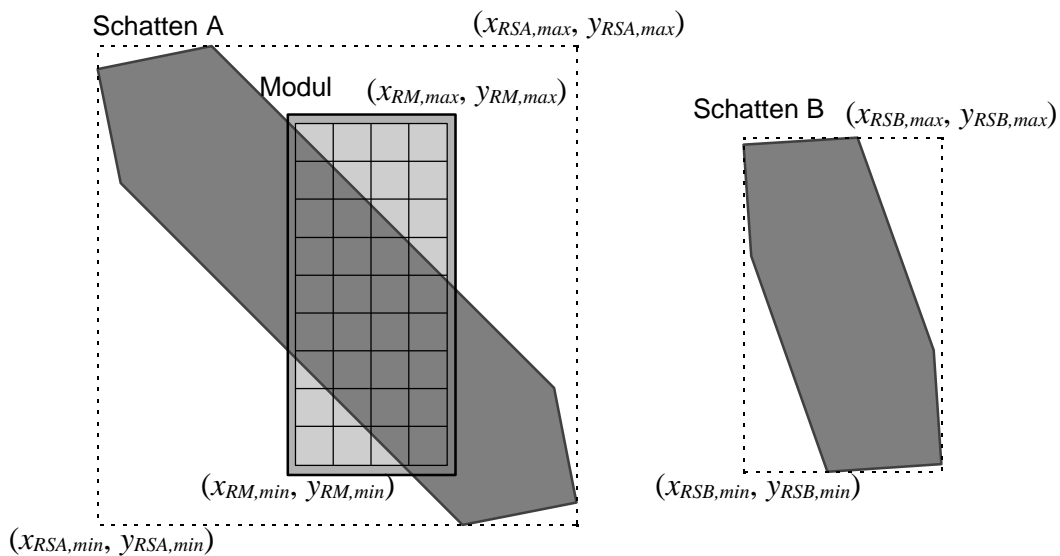 Schatten A
(x_RSA,max, y_RSA,max)
Modul
(x_RM,max, y_RM,max)
Schatten B
(x_RSB,max, y_RSB,max)
(x_RM,min, y_RM,min)
(x_RSB,min, y_RSB,min)
(x_RSA,min, y_RSA,min)